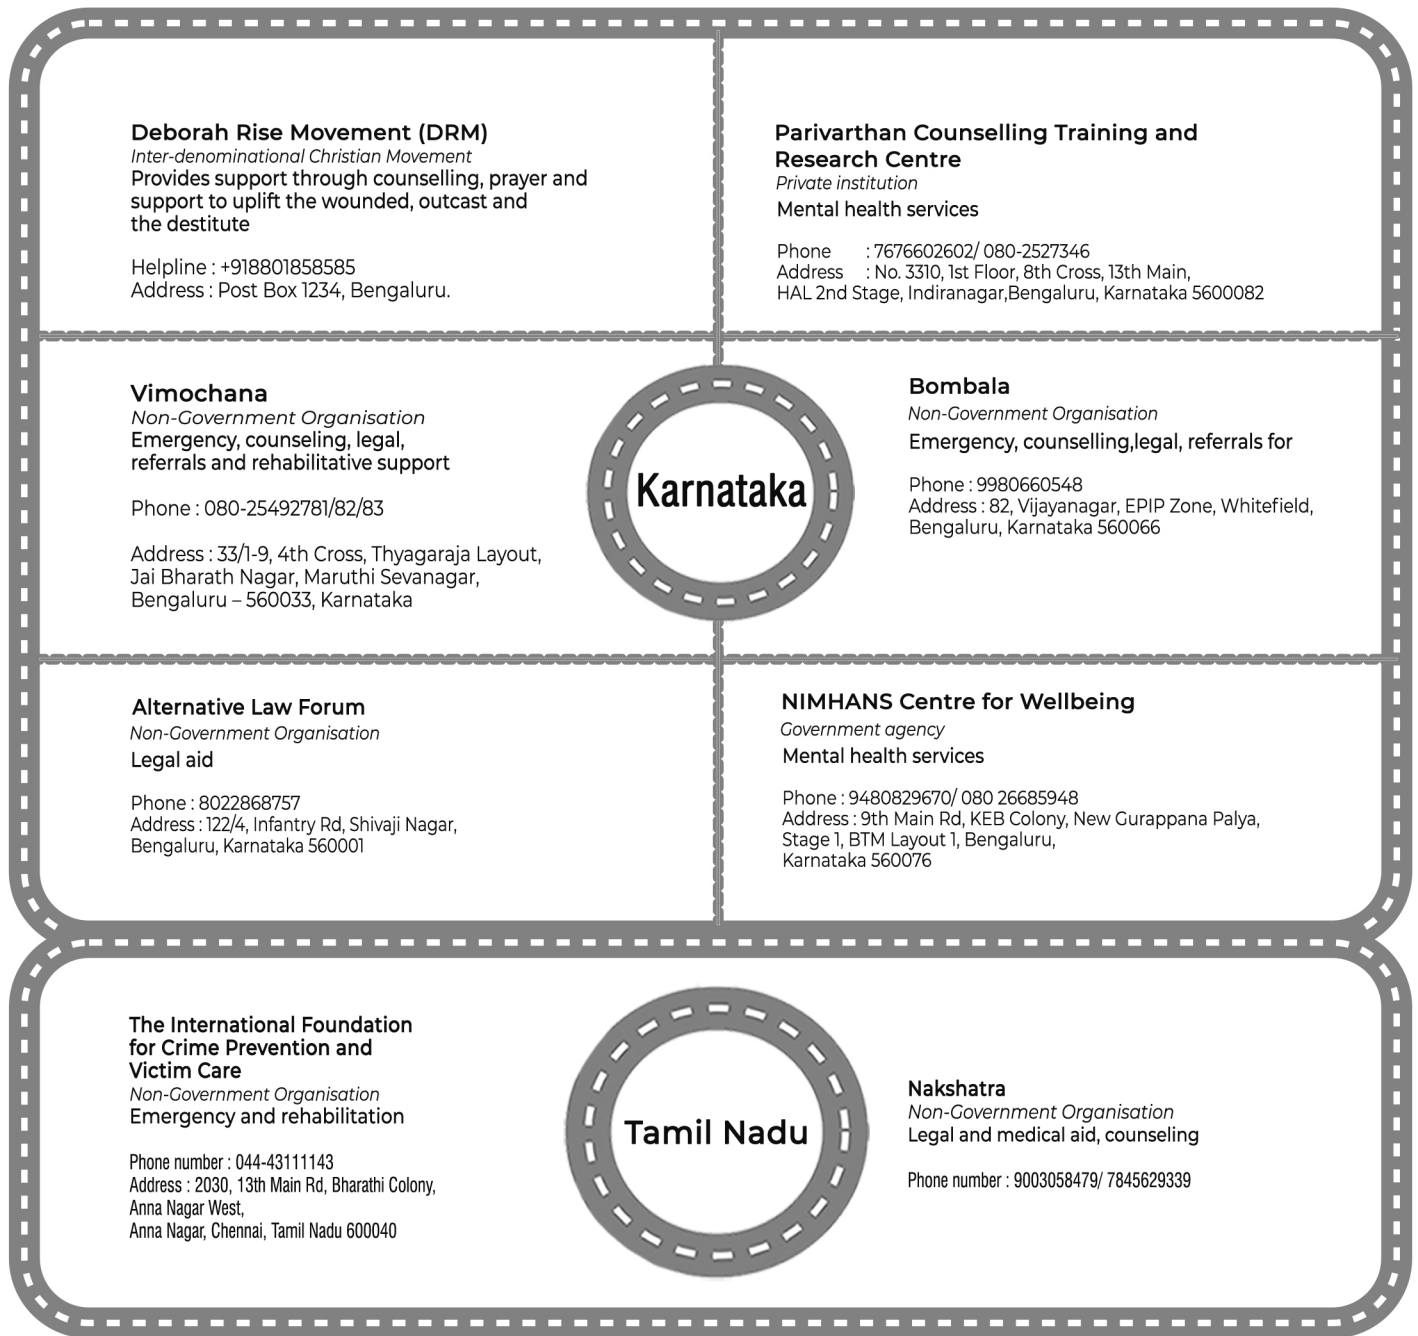 Deborah Rise Movement (DRM)
Inter-denominational Christian Movement
Provides support through counselling, prayer and
support to uplift the wounded, outcast and
the destitute
Helpline : +918801858585
Address : Post Box 1234, Bengaluru.
Parivarthan Counselling Training and
Research Centre
Private institution
Mental health services
Phone : 7676602602/ 080-2527346
Address : No. 3310, 1st Floor, 8th Cross, 13th Main,
HAL 2nd Stage, Indiranagar,Bengaluru, Karnataka 5600082
Vimochana
Non-Government Organisation
Emergency, counseling, legal,
referrals and rehabilitative support
Phone : 080-25492781/82/83
Address : 33/1-9, 4th Cross, Thyagaraja Layout,
Jai Bharath Nagar, Maruthi Sevanagar,
Bengaluru – 560033, Karnataka
Karnataka
Bombala
Non-Government Organisation
Emergency, counselling,legal, referrals for
Phone : 9980660548
Address : 82, Vijayanagar, EPIP Zone, Whitefield,
Bengaluru, Karnataka 560066
Alternative Law Forum
Non-Government Organisation
Legal aid
Phone : 8022868757
Address : 122/4, Infantry Rd, Shivaji Nagar,
Bengaluru, Karnataka 560001
NIMHANS Centre for Wellbeing
Government agency
Mental health services
Phone : 9480829670/ 080 26685948
Address : 9th Main Rd, KEB Colony, New Gurappana Palya,
Stage 1, BTM Layout 1, Bengaluru,
Karnataka 560076
The International Foundation
for Crime Prevention and
Victim Care
Non-Government Organisation
Emergency and rehabilitation
Phone number : 044-43111143
Address : 2030, 13th Main Rd, Bharathi Colony,
Anna Nagar West,
Anna Nagar, Chennai, Tamil Nadu 600040
Tamil Nadu
Nakshatra
Non-Government Organisation
Legal and medical aid, counseling
Phone number : 9003058479/ 7845629339